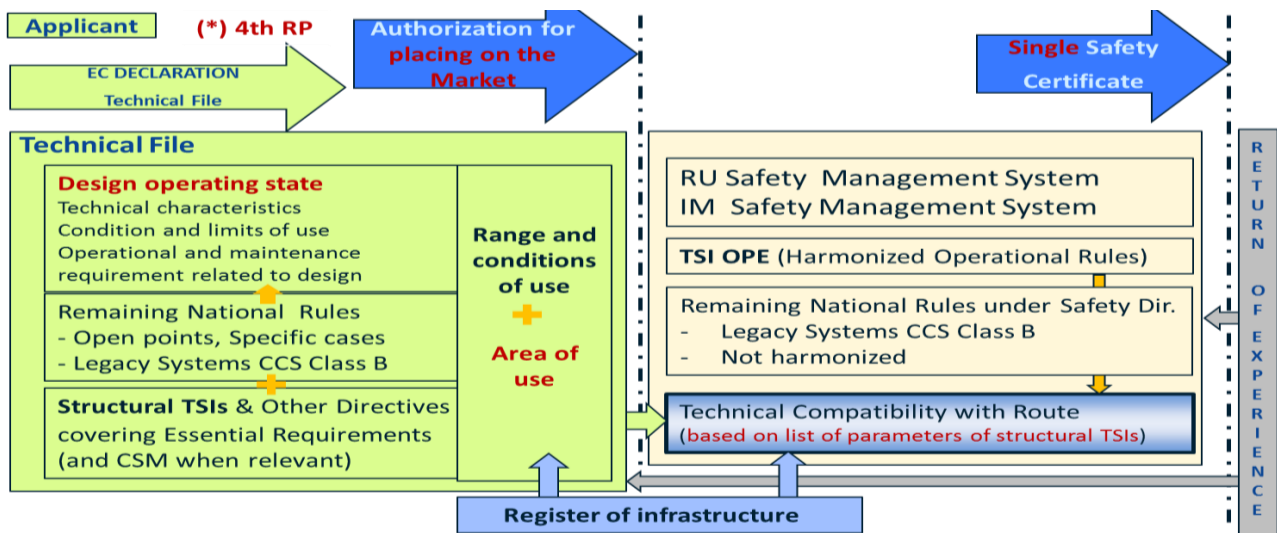 Applicant
(*) 4th RP
EC DECLARATION
Technical File
Authorization for
placing on the
Market
Single Safety
Certificate
Technical File
Design operating state
Technical characteristics
Condition and limits of use
Operational and maintenance
requirement related to design
Remaining National Rules
- Open points, Specific cases
- Legacy Systems CCS Class B
Structural TSIs & Other Directives
covering Essential Requirements
(and CSM when relevant)
Range and
conditions
of use
+
Area of
use
RU Safety Management System
IM Safety Management System
TSI OPE (Harmonized Operational Rules)
Remaining National Rules under Safety Dir.
- Legacy Systems CCS Class B
- Not harmonized
Technical Compatibility with Route
(based on list of parameters of structural TSIs)
Register of infrastructure
RETURN OF EXPERIENCE